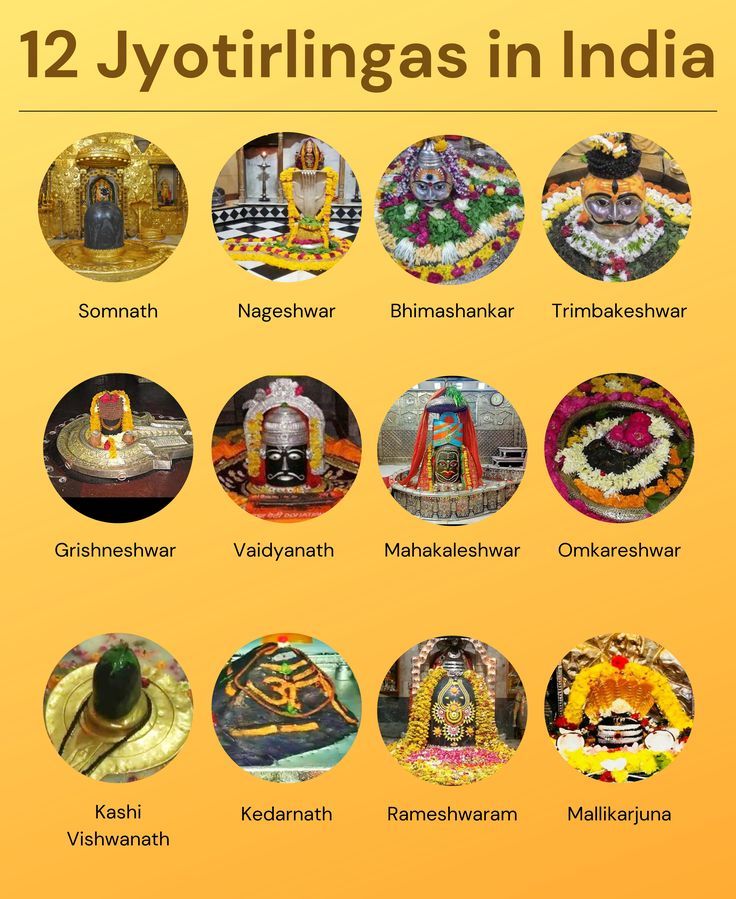 12 Jyotirlingas in India
Somnath
Nageshwar
Bhimashankar
Trimbakeshwar
Grishneshwar
Vaidyanath
Mahakaleshwar
Omkareshwar
Kashi
Vishwanath
Kedarnath
Rameshwaram
Mallikarjuna